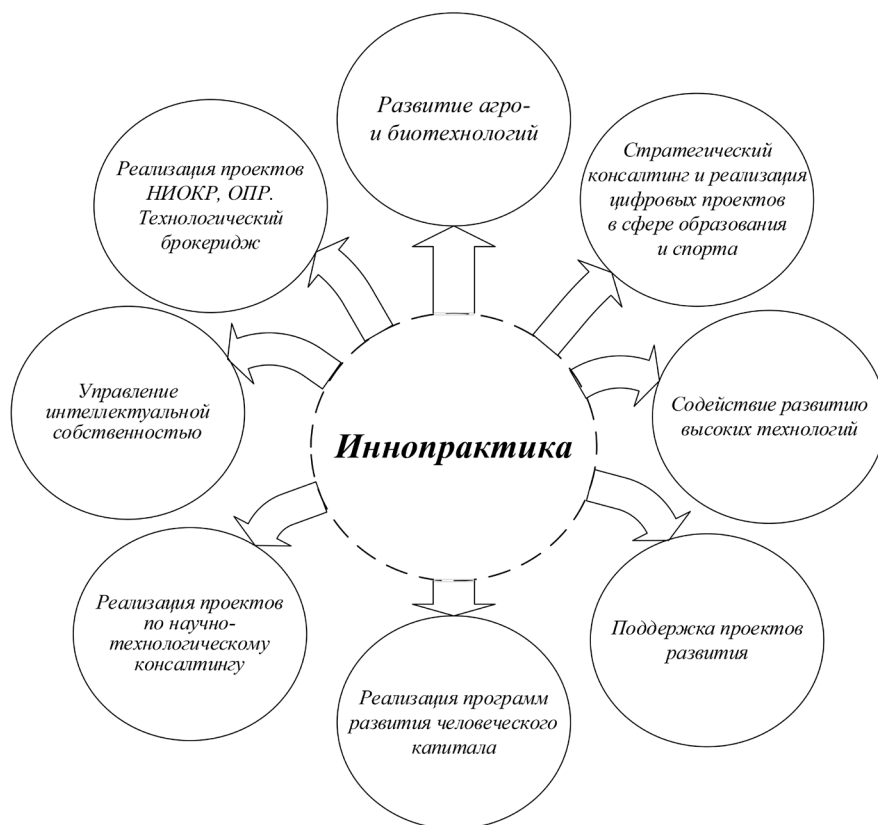 Развитие агро-
и биотехнологий
Стратегический
консалтинг и реализация
цифровых проектов
в сфере образования
и спорта
Содействие развитию
высоких технологий
Поддержка проектов
развития
Реализация программ
развития человеческого
капитала
Реализация проектов
по научно-
технологическому
консалтингу
Управление
интеллектуальной
собственностью
Реализация проектов
НИОКР, ОПР.
Технологический
брокеридж
Иннопрактика